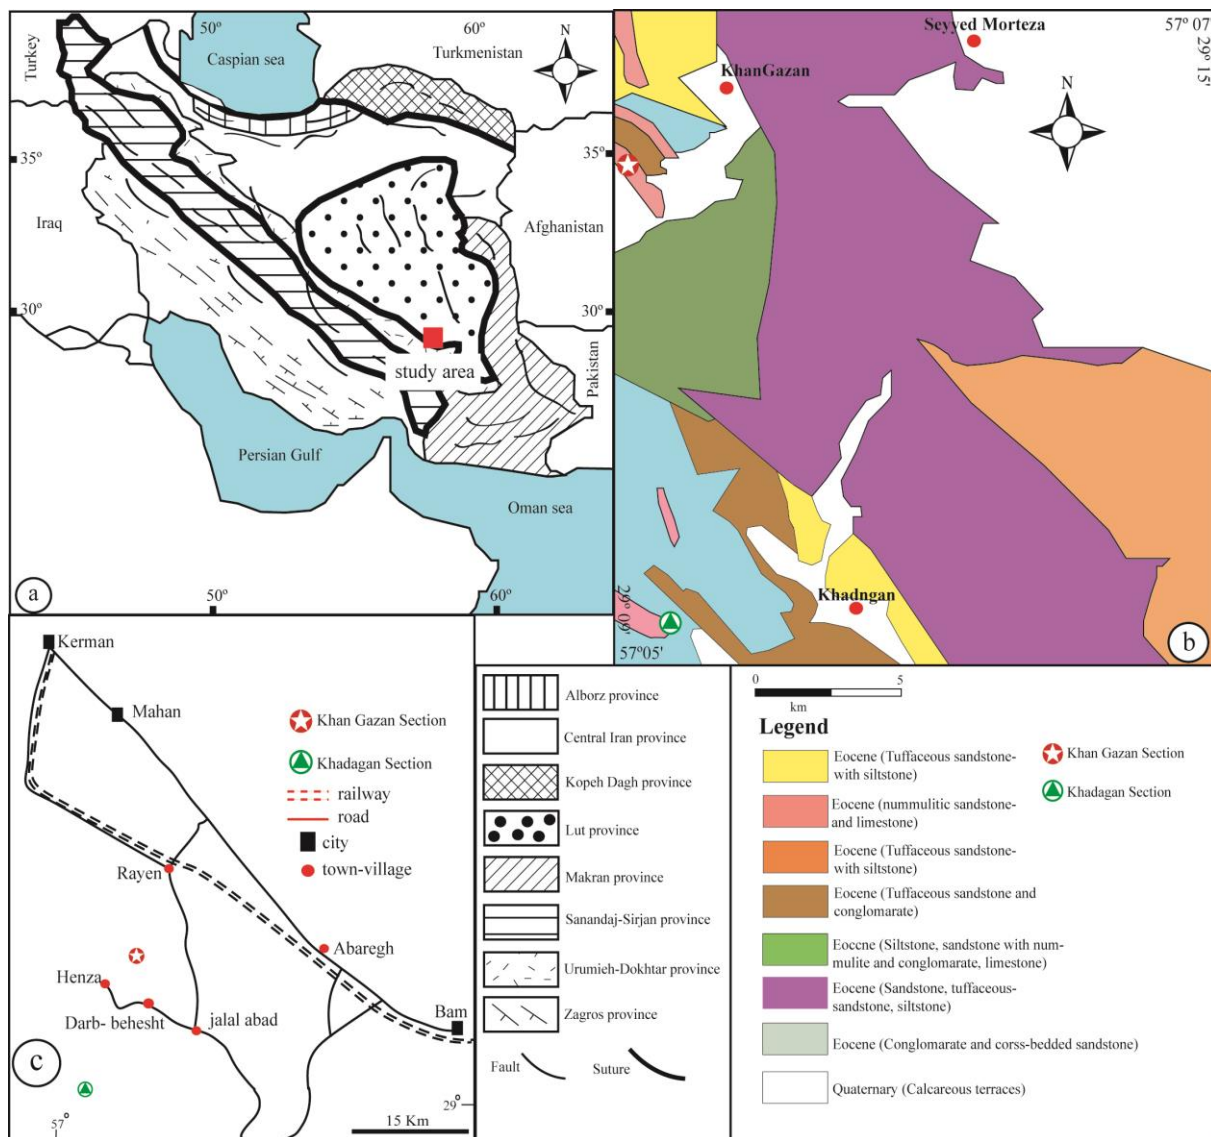 50º
60º
N
Turkey
Caspian sea
Turkmenistan
35º
35º
Iraq
Afghanistan
30º
30º
study area
Pakistan
Persian Gulf
Oman sea
a
50º
60º
Seyyed Morteza
57º 07'
29º 15'
KhanGazan
N
Khadngan
29º 09'
57º05'
b
Kerman
Mahan
Khan Gazan Section
Khadagan Section
railway
road
city
town-village
Rayen
Abaregh
Henza
Darb- behesht
jalal abad
Bam
c
57º
29º
15 Km
Alborz province
Central Iran province
Kopeh Dagh province
Lut province
Makran province
Sanandaj-Sirjan province
Urumieh-Dokhtar province
Zagros province
Fault
Suture
0
5
km
Legend
Eocene (Tuffaceous sandstone-
with siltstone)
Eocene (nummulitic sandstone-
and limestone)
Eocene (Tuffaceous sandstone-
with siltstone)
Eocene (Tuffaceous sandstone and
conglomarate)
Eocene (Siltstone, sandstone with num-
mulite and conglomarate, limestone)
Eocene (Sandstone, tuffaceous-
sandstone, siltstone)
Eocene (Conglomarate and corss-bedded sandstone)
Quaternary (Calcareous terraces)
Khan Gazan Section
Khadagan Section